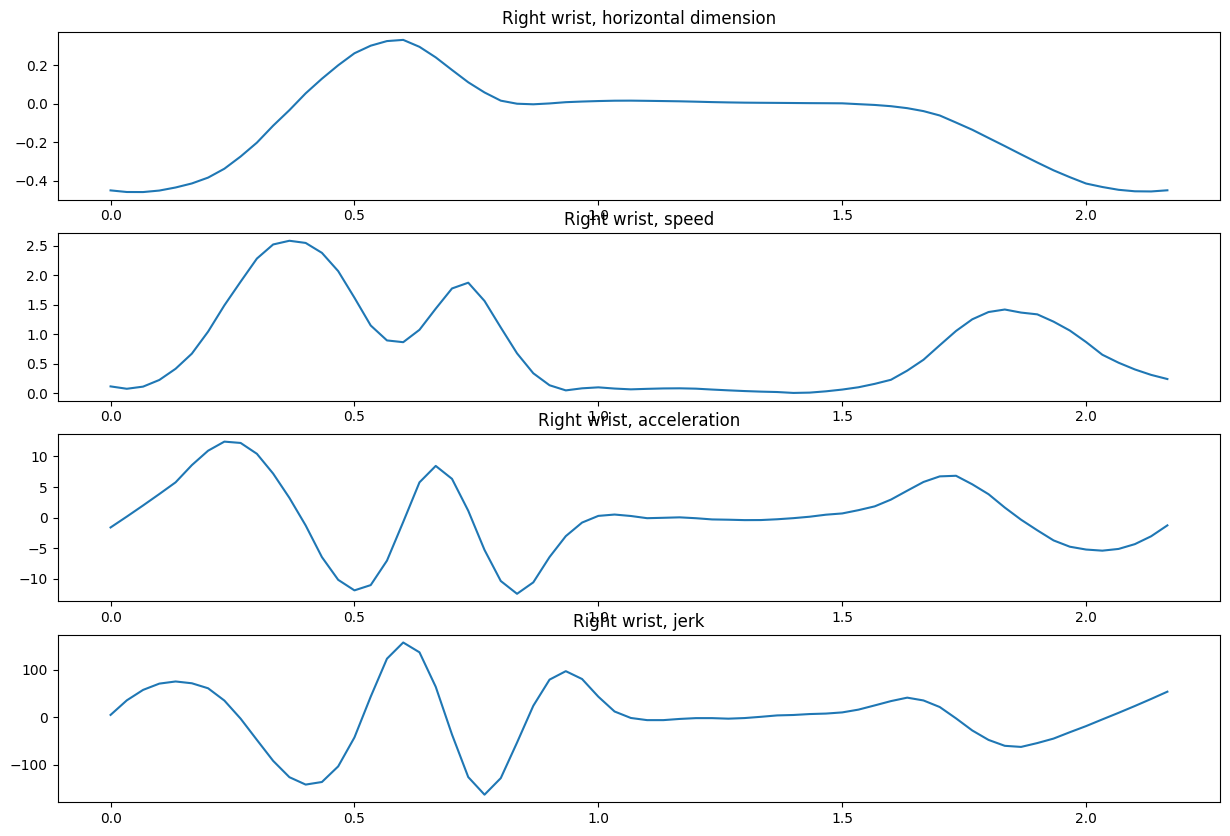 Right wrist, horizontal dimension
0.2
0.0
−0.2
−0.4
0.0 0.5 1.0 1.5 2.0
Right wrist, speed
2.5
2.0
1.5
1.0
0.5
0.0
0.0 0.5 1.0 1.5 2.0
Right wrist, acceleration
10
5
0
−5
−10
0.0 0.5 1.0 1.5 2.0
Right wrist, jerk
100
0
−100
0.0 0.5 1.0 1.5 2.0